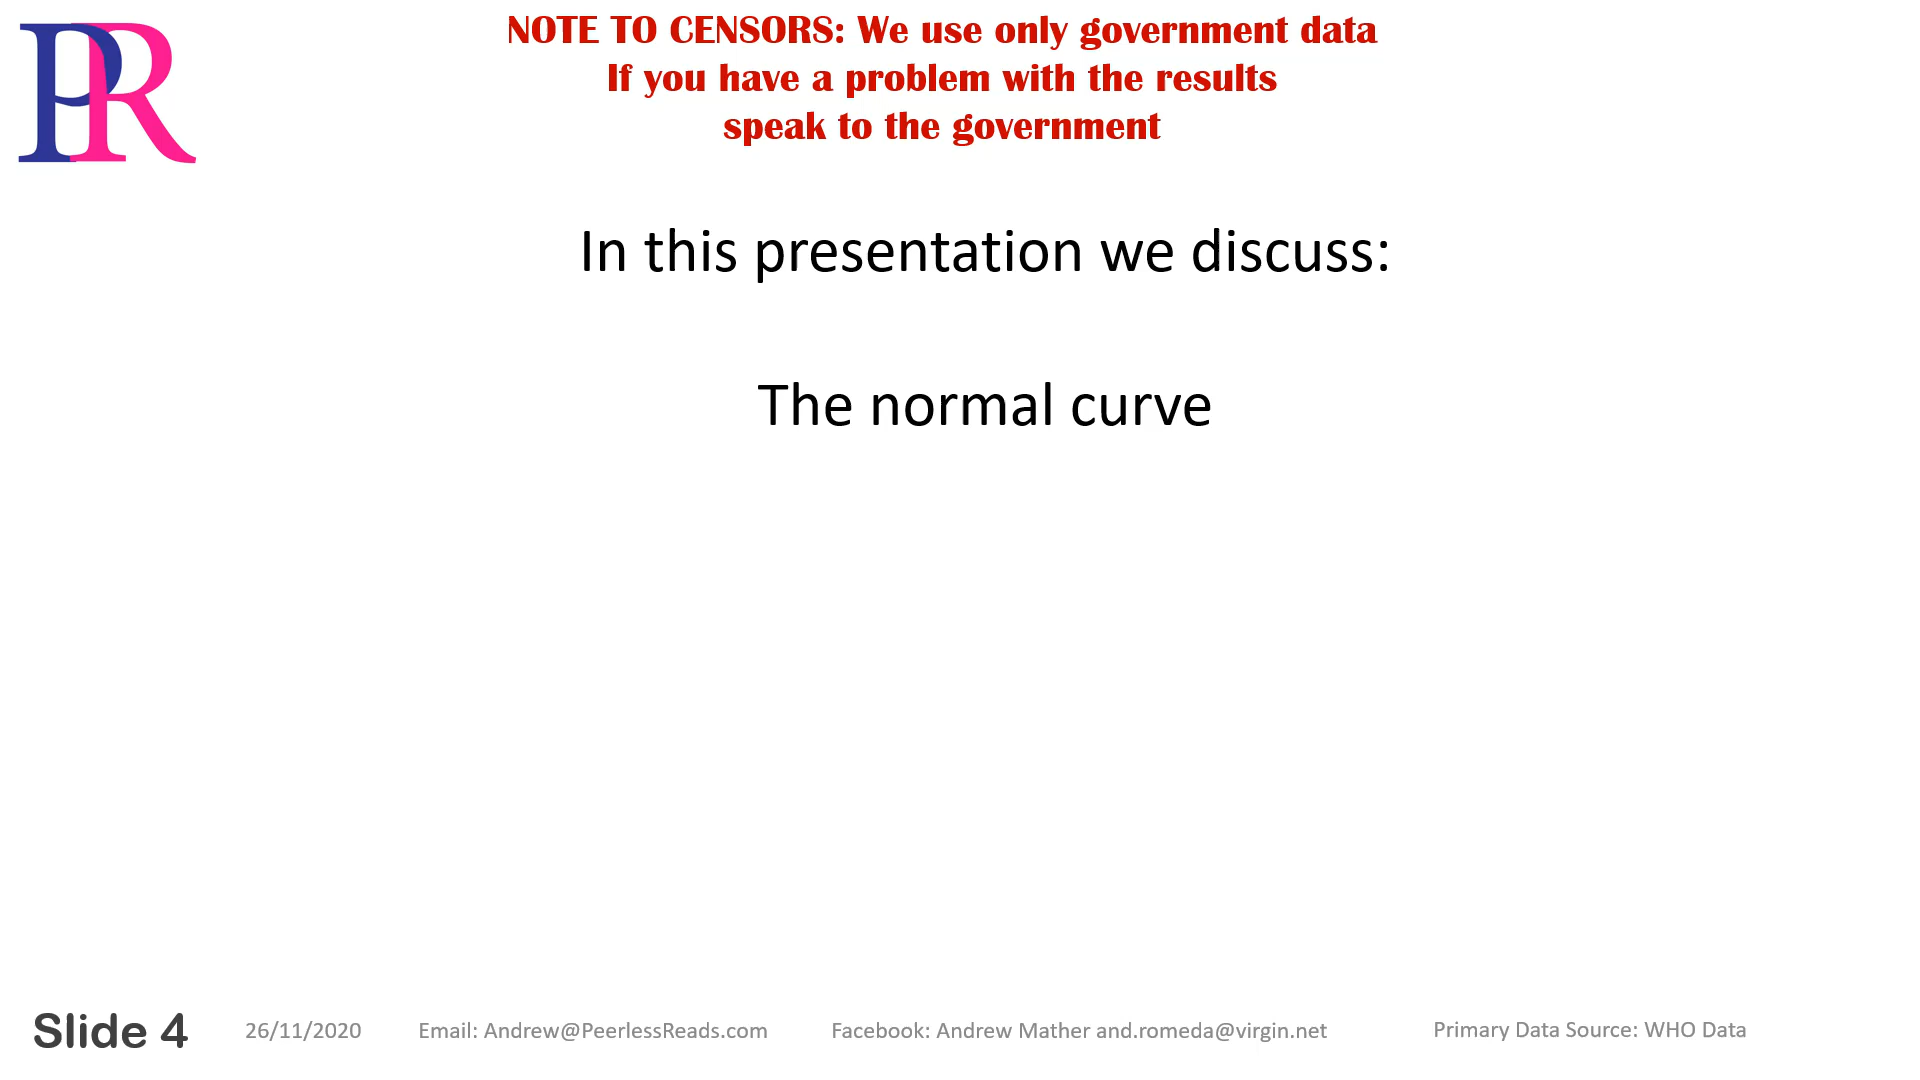 PR
NOTE TO CENSORS: We use only government data
If you have a problem with the results
speak to the government
In this presentation we discuss:
The normal curve
Slide 4
26/11/2020
Email: Andrew@PeerlessReads.com
Facebook: Andrew Mather and.romeda@virgin.net
Primary Data Source: WHO Data